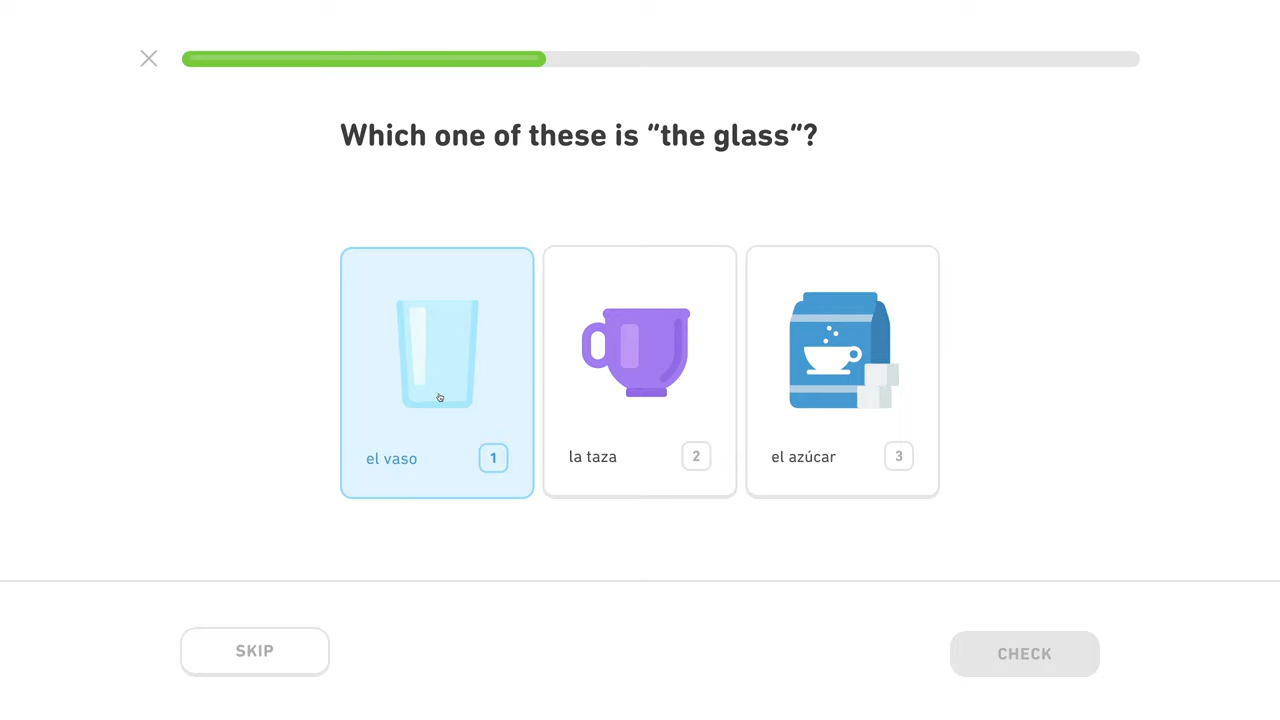 Which one of these is “the glass”?
el vaso 1
la taza 2
el azúcar 3
SKIP
CHECK